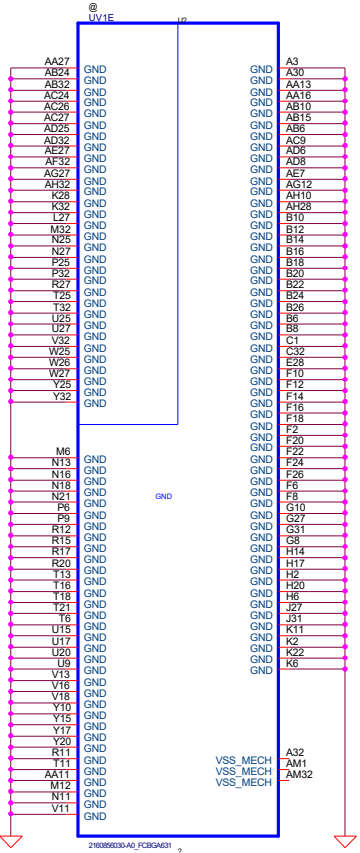 @
UV1E
U?
AA27 GND
AB24 GND
AB32 GND
AC24 GND
AC26 GND
AC27 GND
AD25 GND
AD32 GND
AE27 GND
AF32 GND
AG27 GND
AH32 GND
K28 GND
K32 GND
L27 GND
M32 GND
N25 GND
N27 GND
P25 GND
P32 GND
R27 GND
T25 GND
T32 GND
U25 GND
U27 GND
V32 GND
W25 GND
W26 GND
W27 GND
Y25 GND
Y32 GND
M6 GND
N13 GND
N16 GND
N18 GND
N21 GND
P6 GND
P9 GND
R12 GND
R15 GND
R17 GND
R20 GND
T13 GND
T16 GND
T18 GND
T21 GND
T6 GND
U15 GND
U17 GND
U20 GND
U9 GND
V13 GND
V16 GND
V18 GND
Y10 GND
Y15 GND
Y17 GND
Y20 GND
R11 GND
T11 GND
AA11 GND
M12 GND
N11 GND
V11 GND
GND
GND A3
GND A30
GND AA13
GND AA16
GND AB10
GND AB15
GND AB6
GND AC9
GND AD6
GND AD8
GND AE7
GND AG12
GND AH10
GND AH28
GND B10
GND B12
GND B14
GND B16
GND B18
GND B20
GND B22
GND B24
GND B26
GND B6
GND B8
GND C1
GND C32
GND E28
GND F10
GND F12
GND F14
GND F16
GND F18
GND F2
GND F20
GND F22
GND F24
GND F26
GND F6
GND F8
GND G10
GND G27
GND G31
GND G8
GND H14
GND H17
GND H2
GND H20
GND H6
GND J27
GND J31
GND K11
GND K2
GND K22
GND K6
VSS_MECH A32
VSS_MECH AM1
VSS_MECH AM32
2160856030-A0_FCBGA631
?